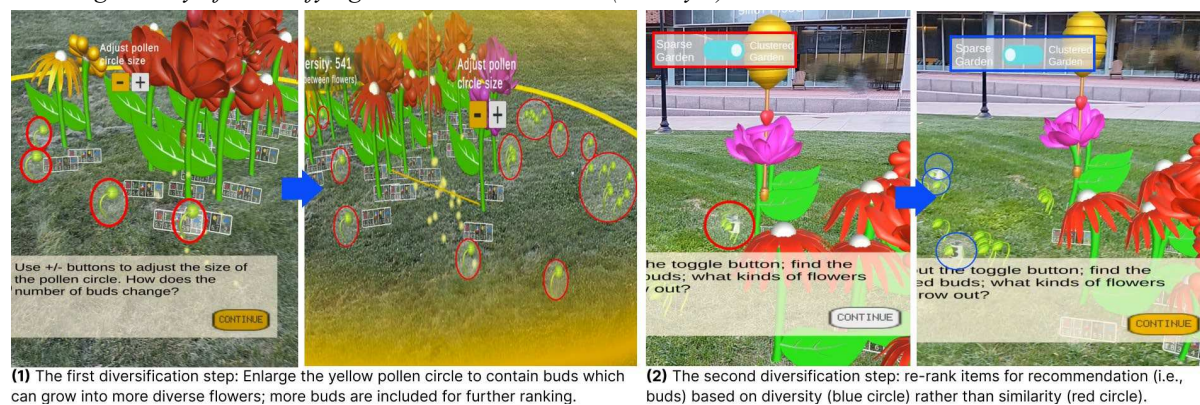 Adjust pollen
circle size
- +
Use +/- buttons to adjust the size of
the pollen circle. How does the
number of buds change?
CONTINUE
ersity: 541
between flowers)
Adjust pollen
circle size
- +
Sparse
Garden
Clustered
Garden
he toggle button; find the
buds; what kinds of flowers
v out?
CONTINUE
Sparse
Garden
Clustered
Garden
out the toggle button; find the
ed buds; what kinds of flowers
row out?
CONTINUE
(1) The first diversification step: Enlarge the yellow pollen circle to contain buds which
can grow into more diverse flowers; more buds are included for further ranking.
(2) The second diversification step: re-rank items for recommendation (i.e.,
buds) based on diversity (blue circle) rather than similarity (red circle).